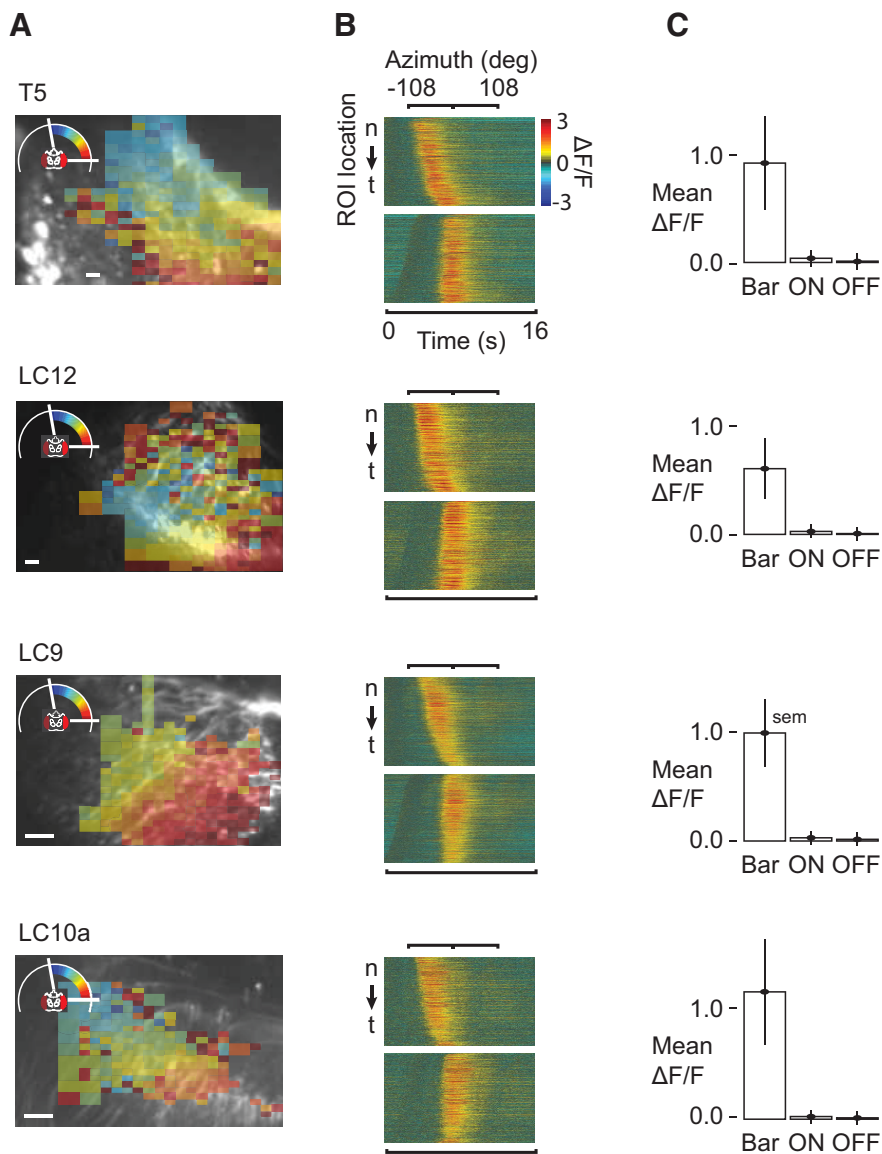 A
B
C
T5
Azimuth (deg)
-108 108
ROI location
n
t
3
0
-3
ΔF/F
0 16
Time (s)
1.0
Mean
ΔF/F
0.0
Bar ON OFF
LC12
n
t
1.0
Mean
ΔF/F
0.0
Bar ON OFF
LC9
n
t
sem
1.0
Mean
ΔF/F
0.0
Bar ON OFF
LC10a
n
t
1.0
Mean
ΔF/F
0.0
Bar ON OFF